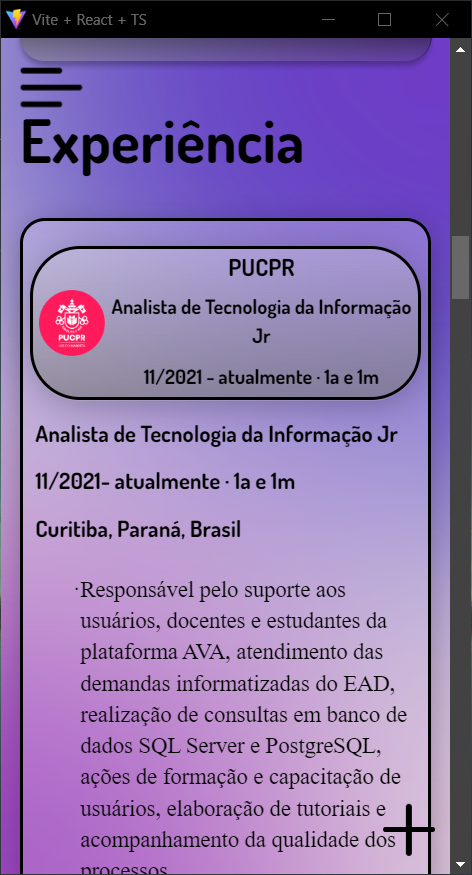 Vite + React + TS
Experiência
PUCPR
Analista de Tecnologia da Informação
Jr
PUCPR
11/2021 - atualmente · 1a e 1m
Analista de Tecnologia da Informação Jr
11/2021- atualmente · 1a e 1m
Curitiba, Paraná, Brasil
·Responsável pelo suporte aos
usuários, docentes e estudantes da
plataforma AVA, atendimento das
demandas informatizadas do EAD,
realização de consultas em banco de
dados SQL Server e PostgreSQL,
ações de formação e capacitação de
usuários, elaboração de tutoriais e
acompanhamento da qualidade dos
processos